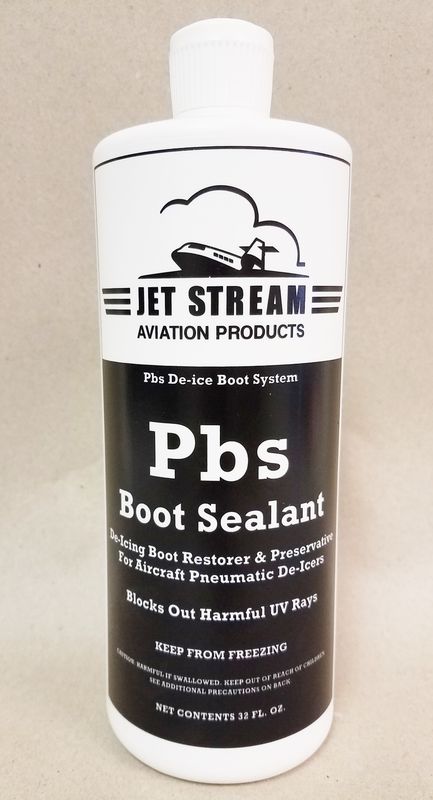 JET STREAM
AVIATION PRODUCTS
Pbs De-ice Boot System
Pbs
Boot Sealant
De-Icing Boot Restorer & Preservative
For Aircraft Pneumatic De-Icers
Blocks Out Harmful UV Rays
KEEP FROM FREEZING
CAUTION: HARMFUL IF SWALLOWED. KEEP OUT OF REACH OF CHILDREN.
SEE ADDITIONAL PRECAUTIONS ON BACK
NET CONTENTS 32 FL. OZ.